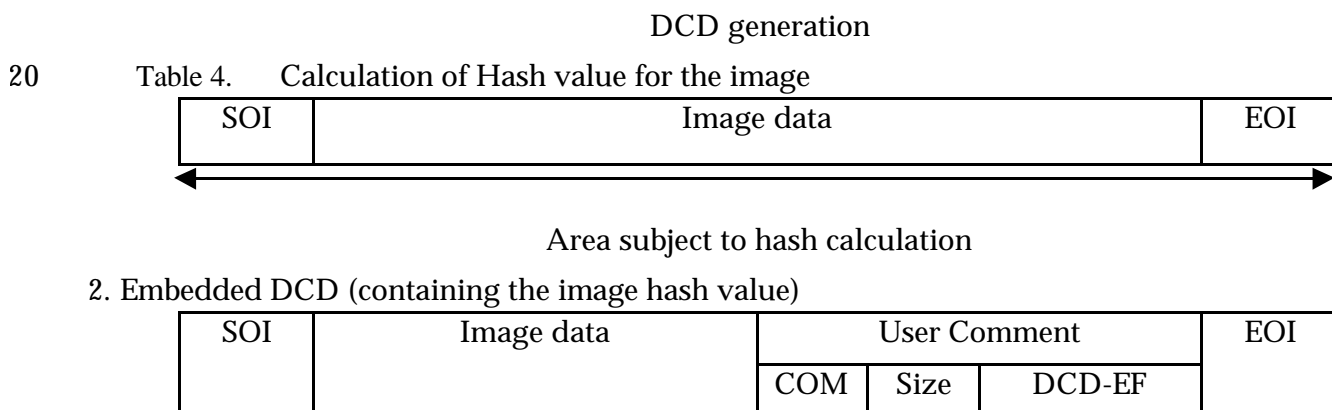 DCD generation
20 Table 4. Calculation of Hash value for the image
SOI Image data EOI
Area subject to hash calculation
2. Embedded DCD (containing the image hash value)
SOI Image data User Comment EOI
COM Size DCD-EF